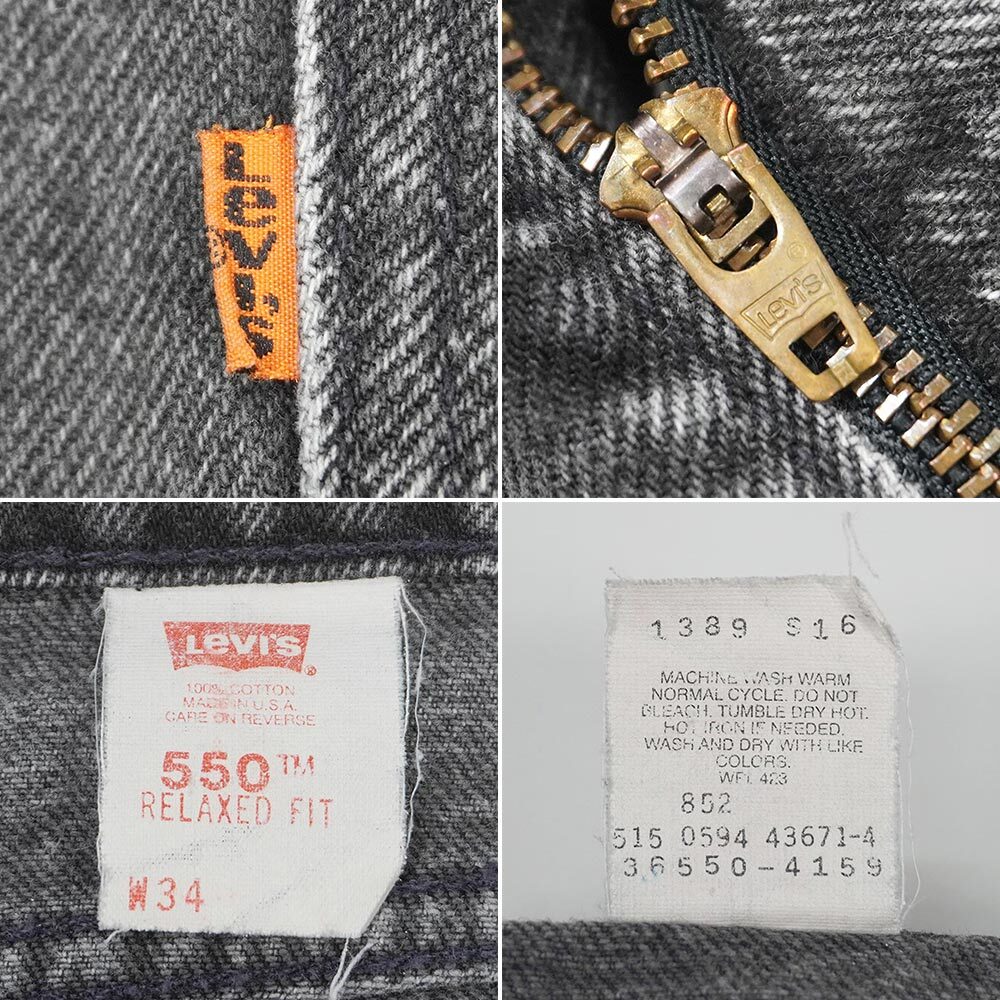 LEVI'S
®
©
Levi's
LEVI'S®
100% COTTON
MADE IN U.S.A.
CARE ON REVERSE
550™
RELAXED FIT
W34
1389 S16
MACHINE WASH WARM
NORMAL CYCLE. DO NOT
BLEACH. TUMBLE DRY HOT.
HOT IRON IF NEEDED.
WASH AND DRY WITH LIKE
COLORS.
WPL 423
852
515 0594 43671-4
36550-4159